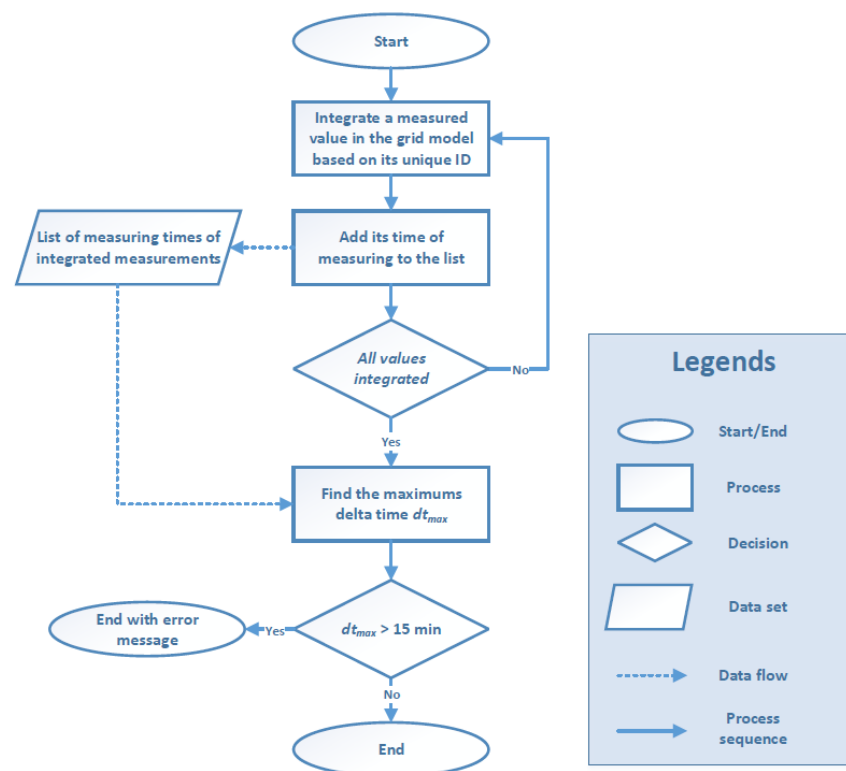 Start
Integrate a measured
value in the grid model
based on its unique ID
List of measuring times of
integrated measurements
Add its time of
measuring to the list
All values
integrated
No
Yes
Find the maximums
delta time dtmax
End with error
message
Yes
dtmax > 15 min
No
End
Legends
Start/End
Process
Decision
Data set
Data flow
Process
sequence